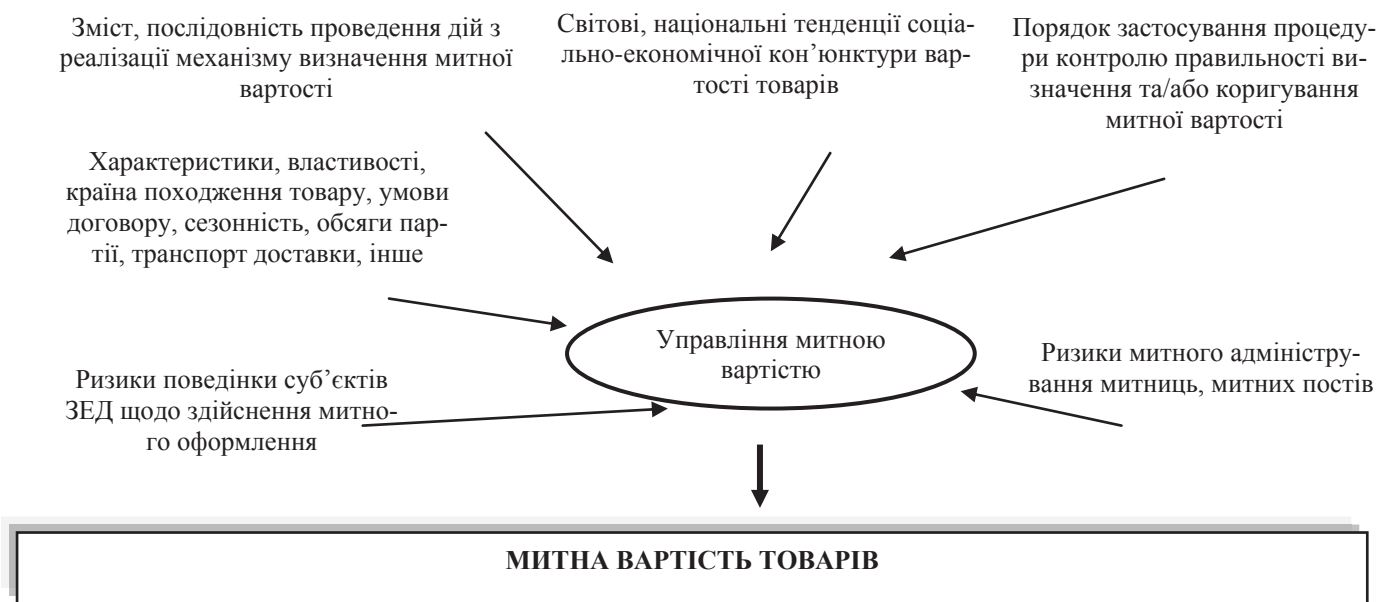 Зміст, послідовність проведення дій з
реалізації механізму визначення митної
вартості
Світові, національні тенденції соціа-
льно-економічної кон’юнктури вар-
тості товарів
Порядок застосування процеду-
ри контролю правильності ви-
значення та/або коригування
митної вартості
Характеристики, властивості,
країна походження товару, умови
договору, сезонність, обсяги пар-
тії, транспорт доставки, інше
Управління митною
вартістю
Ризики поведінки суб’єктів
ЗЕД щодо здійснення митно-
го оформлення
Ризики митного адміністру-
вання митниць, митних постів
МИТНА ВАРТІСТЬ ТОВАРІВ